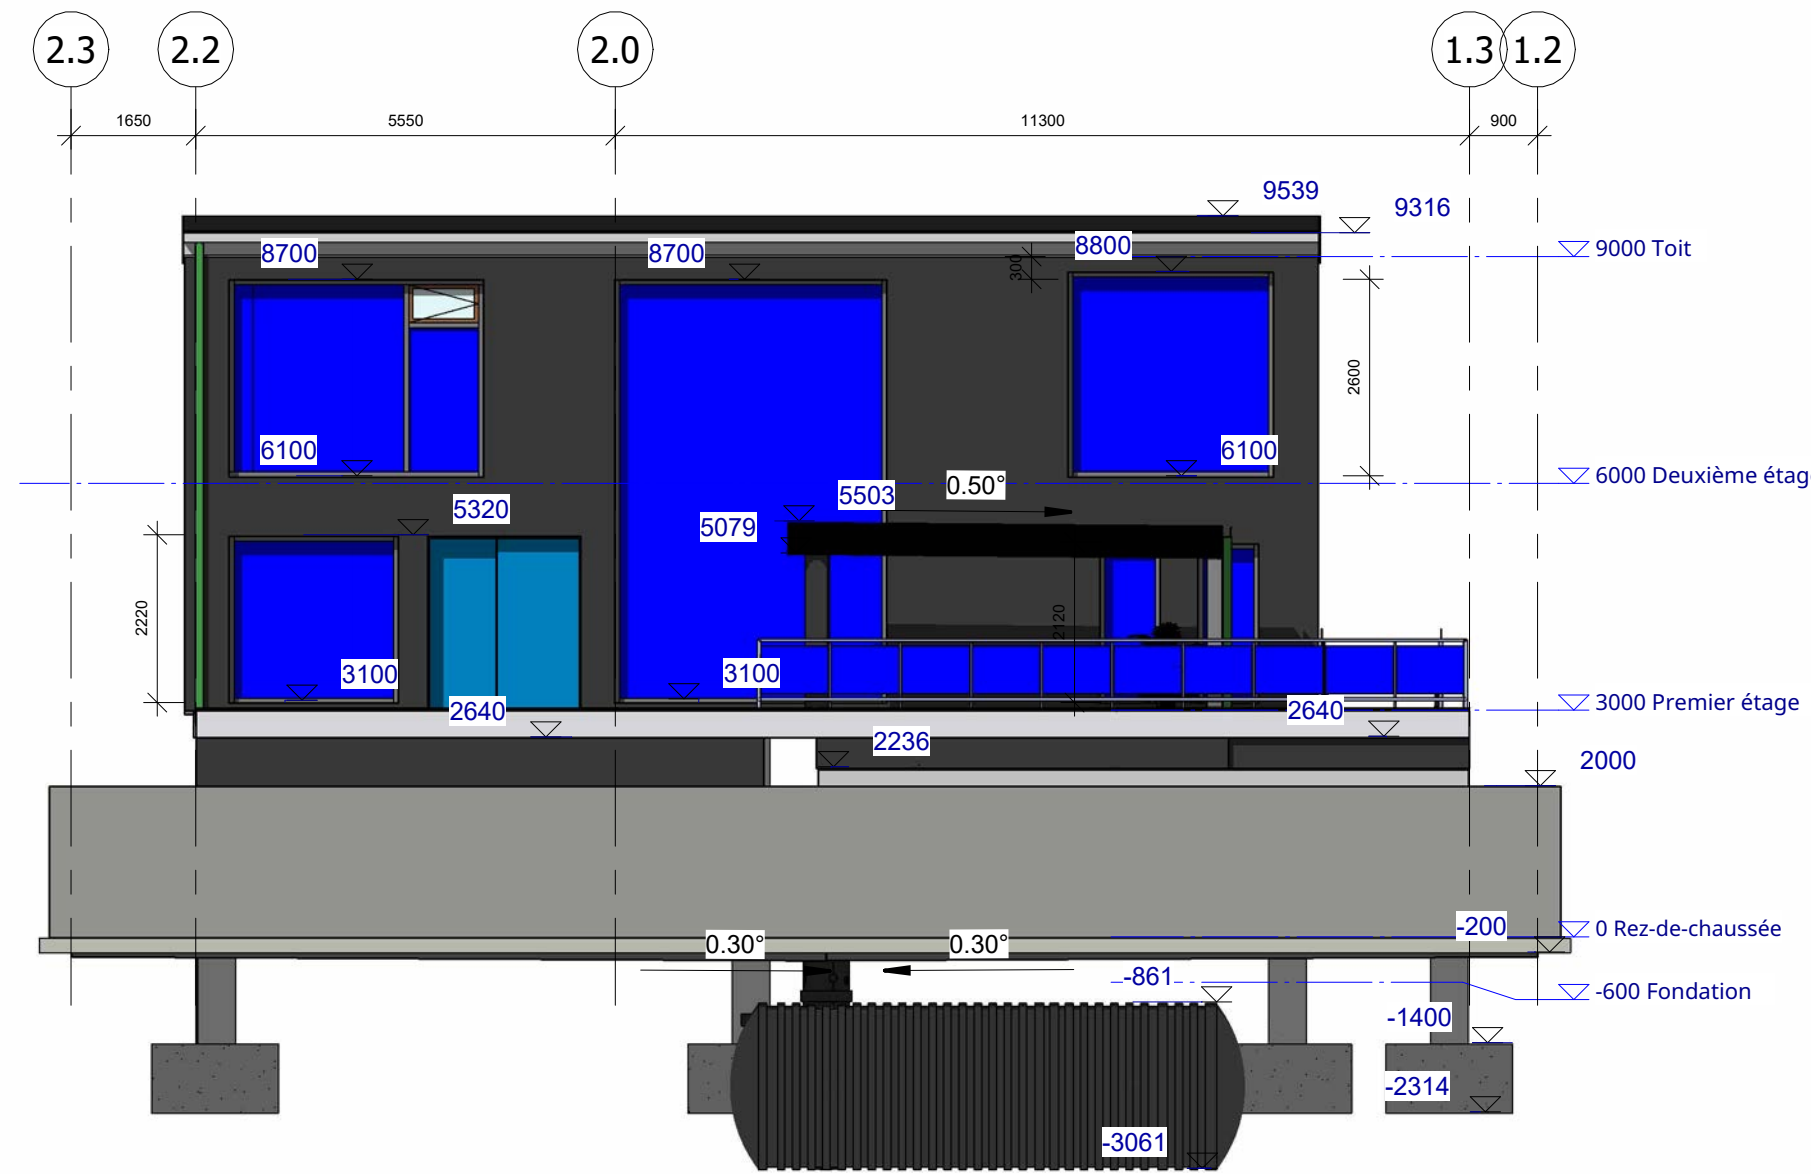 2.3 2.2 2.0 1.3 1.2
1650 5550 11300 900
9539
9316
8700 8700 8800 9000 Toit
300
2600
6100 6100
6000 Deuxième étag
5503 0.50°
5320
5079
2220 2120
3100 3100
2640 2640 3000 Premier étage
2236
2000
-200 0 Rez-de-chaussée
0.30° 0.30°
-861
-600 Fondation
-1400
-2314
-3061